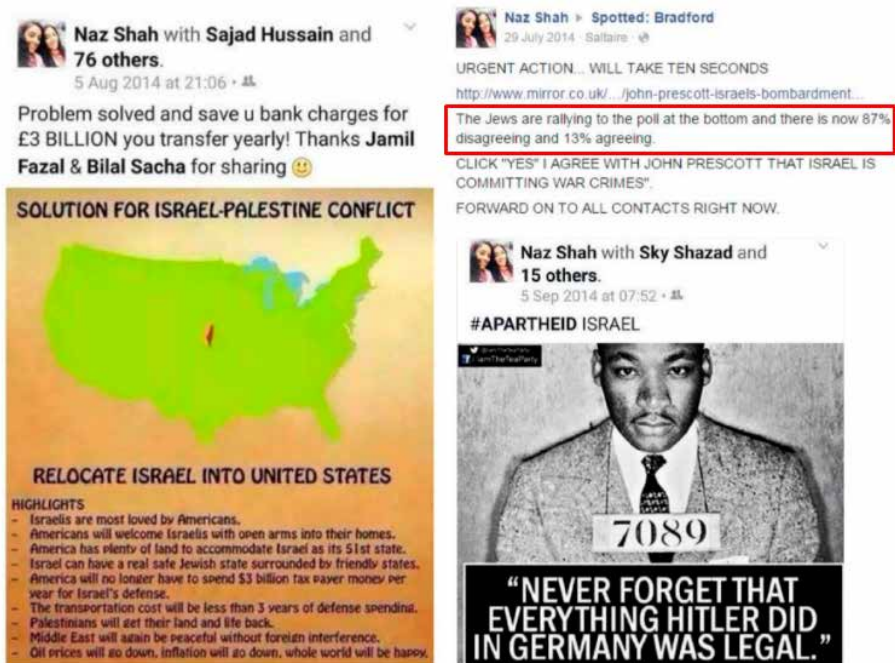 Naz Shah with Sajad Hussain and
76 others.
5 Aug 2014 at 21:06 •
Problem solved and save u bank charges for
£3 BILLION you transfer yearly! Thanks Jamil
Fazal & Bilal Sacha for sharing 🙂
SOLUTION FOR ISRAEL-PALESTINE CONFLICT
RELOCATE ISRAEL INTO UNITED STATES
HIGHLIGHTS
- Israelis are most loved by Americans.
- Americans will welcome Israelis with open arms into their homes.
- America has plenty of land to accommodate Israel as its 51st state.
- Israel can have a real safe Jewish state surrounded by friendly states.
- America will no longer have to spend $3 billion tax payer money per
year for Israel's defense.
- The transportation cost will be less than 3 years of defense spending.
- Palestinians will get their land and life back.
- Middle East will again be peaceful without foreign interference.
- Oil prices will go down, inflation will go down, whole world will be happy.
Naz Shah ▸ Spotted: Bradford
29 July 2014 · Saltaire ·
URGENT ACTION... WILL TAKE TEN SECONDS
http://www.mirror.co.uk/.../john-prescott-israels-bombardment...
The Jews are rallying to the poll at the bottom and there is now 87%
disagreeing and 13% agreeing.
CLICK "YES" I AGREE WITH JOHN PRESCOTT THAT ISRAEL IS
COMMITTING WAR CRIMES".
FORWARD ON TO ALL CONTACTS RIGHT NOW.
Naz Shah with Sky Shazad and
15 others.
5 Sep 2014 at 07:52 •
#APARTHEID ISRAEL
IamTheTeaParty
7089
"NEVER FORGET THAT
EVERYTHING HITLER DID
IN GERMANY WAS LEGAL."